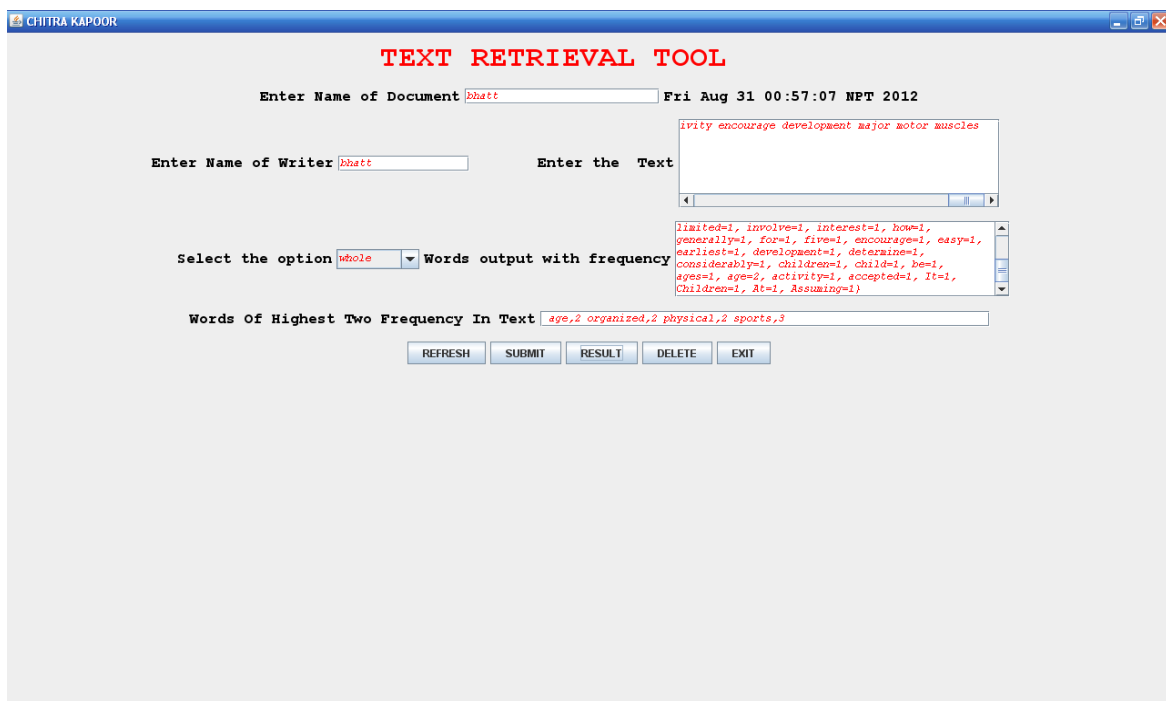 CHITRA KAPOOR
TEXT RETRIEVAL TOOL
Enter Name of Document bhatt Fri Aug 31 00:57:07 NPT 2012
Enter Name of Writer bhatt Enter the Text ivity encourage development major motor muscles
Select the option whole Words output with frequency
limited=1, involve=1, interest=1, how=1,
generally=1, for=1, five=1, encourage=1, easy=1,
earliest=1, development=1, determine=1,
considerably=1, children=1, child=1, be=1,
ages=1, age=2, activity=1, accepted=1, It=1,
Children=1, At=1, Assuming=1}
Words Of Highest Two Frequency In Text age,2 organized,2 physical,2 sports,3
REFRESH SUBMIT RESULT DELETE EXIT